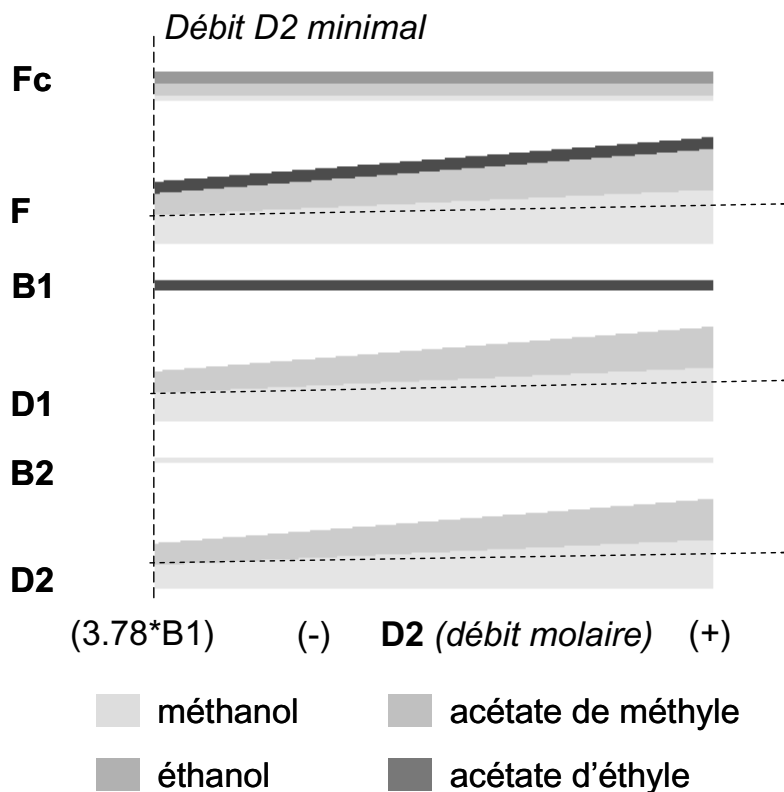 Débit D2 minimal
Fc
F
B1
D1
B2
D2
(3.78*B1) (-) D2 (débit molaire) (+)
méthanol acétate de méthyle
éthanol acétate d'éthyle